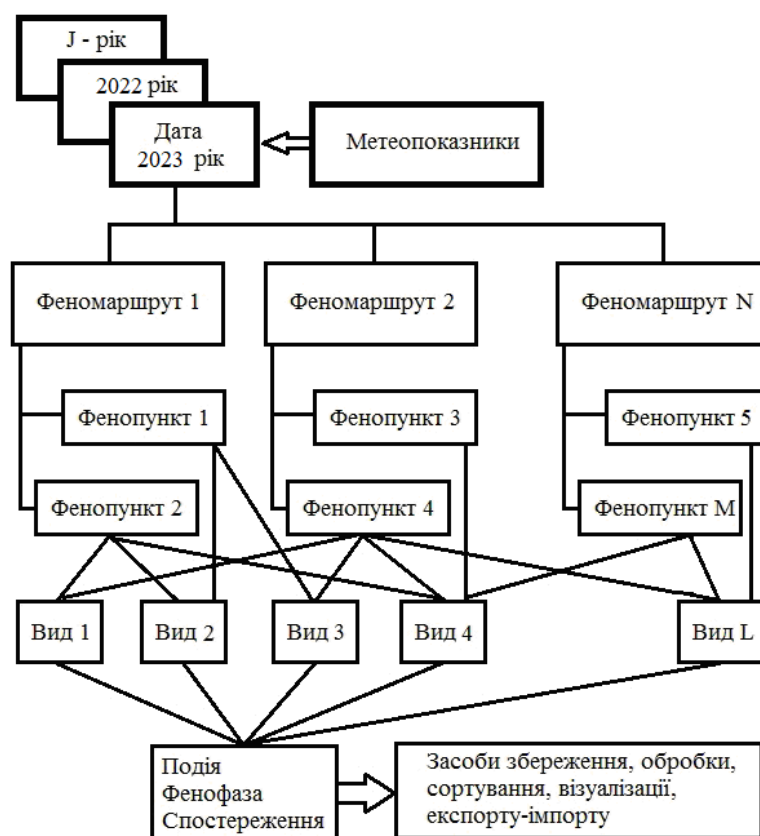 J - рік
2022 рік
Дата
2023 рік
Метеопоказники
Феномаршрут 1
Феномаршрут 2
Феномаршрут N
Фенопункт 1
Фенопункт 3
Фенопункт 5
Фенопункт 2
Фенопункт 4
Фенопункт M
Вид 1
Вид 2
Вид 3
Вид 4
Вид L
Подія
Фенофаза
Спостереження
Засоби збереження, обробки,
сортування, візуалізації,
експорту-імпорту